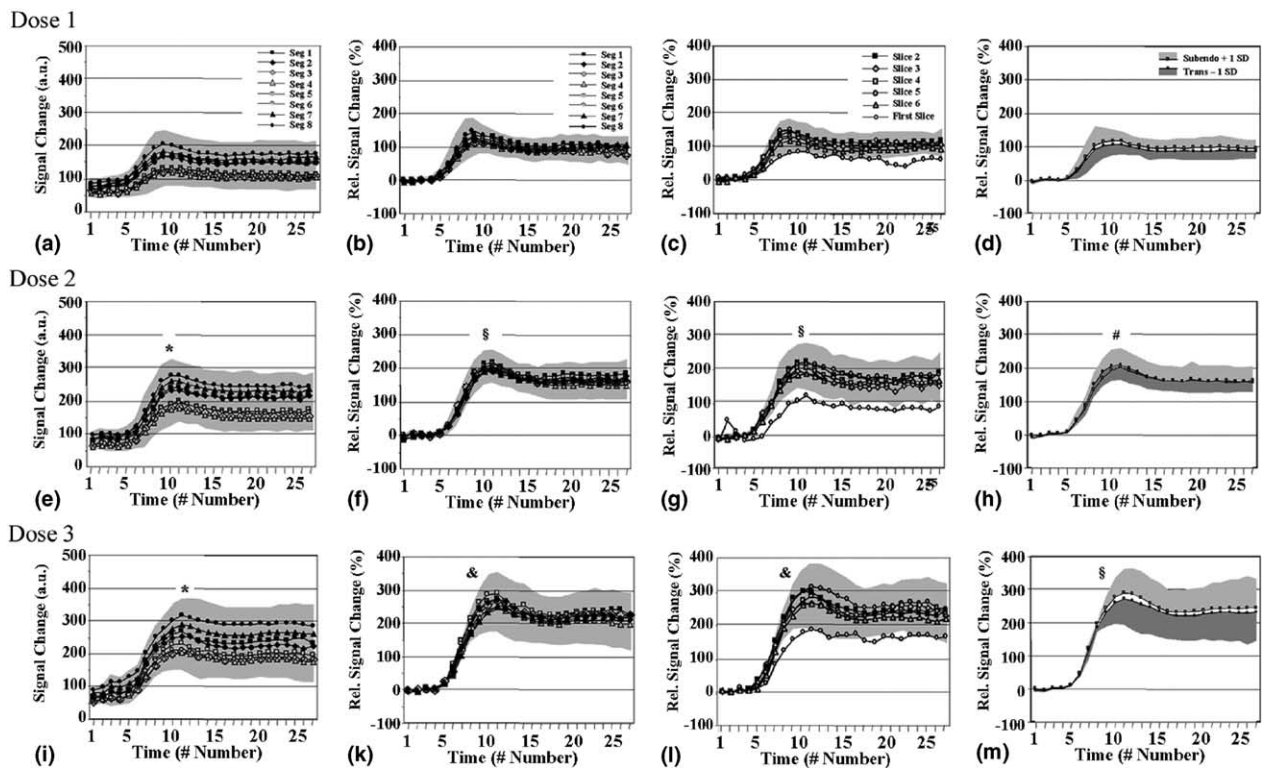 Dose 1
Signal Change (a.u.)
500
400
300
200
100
0
Seg 1
Seg 2
Seg 3
Seg 4
Seg 5
Seg 6
Seg 7
Seg 8
1 5 10 15 20 25
(a) Time (# Number)
Rel. Signal Change (%)
400
300
200
100
0
-100
Seg 1
Seg 2
Seg 3
Seg 4
Seg 5
Seg 6
Seg 7
Seg 8
1 5 10 15 20 25
(b) Time (# Number)
Rel. Signal Change (%)
400
300
200
100
0
-100
Slice 2
Slice 3
Slice 4
Slice 5
Slice 6
First Slice
1 5 10 15 20 25
(c) Time (# Number)
Rel. Signal Change (%)
400
300
200
100
0
-100
Subendo + 1 SD
Trans – 1 SD
1 5 10 15 20 25
(d) Time (# Number)
Dose 2
Signal Change (a.u.)
500
400
300
200
100
0
*
1 5 10 15 20 25
(e) Time (# Number)
Rel. Signal Change (%)
400
300
200
100
0
-100
§
1 5 10 15 20 25
(f) Time (# Number)
Rel. Signal Change (%)
400
300
200
100
0
-100
§
1 5 10 15 20 25
(g) Time (# Number)
Rel. Signal Change (%)
400
300
200
100
0
-100
#
1 5 10 15 20 25
(h) Time (# Number)
Dose 3
Signal Change (a.u.)
500
400
300
200
100
0
*
1 5 10 15 20 25
(i) Time (# Number)
Rel. Signal Change (%)
400
300
200
100
0
-100
&
1 5 10 15 20 25
(k) Time (# Number)
Rel. Signal Change (%)
400
300
200
100
0
-100
&
1 5 10 15 20 25
(l) Time (# Number)
Rel. Signal Change (%)
400
300
200
100
0
-100
§
1 5 10 15 20 25
(m) Time (# Number)